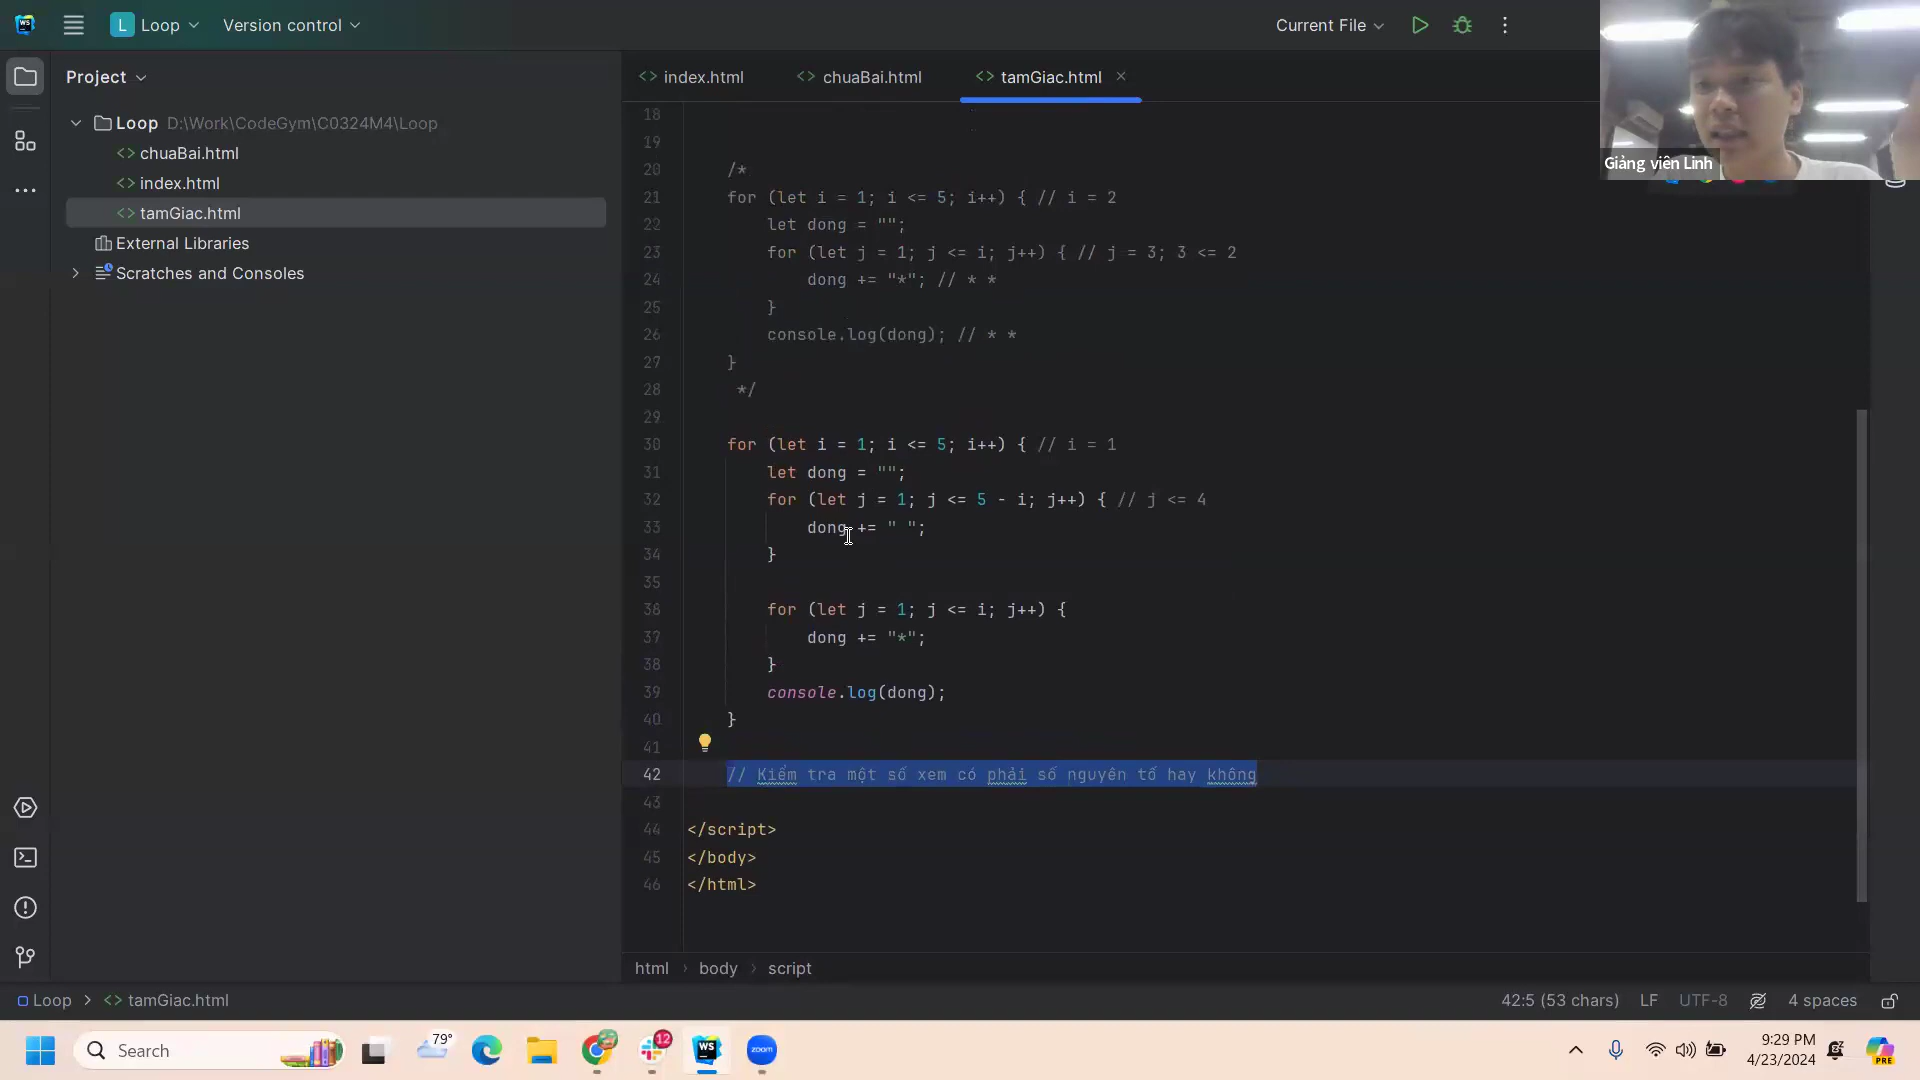 L Loop Version control
Current File
Project
index.html
chuaBai.html
tamGiac.html
Giảng viên Linh
Loop D:\Work\CodeGym\C0324M4\Loop
chuaBai.html
index.html
tamGiac.html
External Libraries
Scratches and Consoles
18
19
20 /*
21 for (let i = 1; i <= 5; i++) { // i = 2
22 let dong = "";
23 for (let j = 1; j <= i; j++) { // j = 3; 3 <= 2
24 dong += "*"; // * *
25 }
26 console.log(dong); // * *
27 }
28 */
29
30 for (let i = 1; i <= 5; i++) { // i = 1
31 let dong = "";
32 for (let j = 1; j <= 5 - i; j++) { // j <= 4
33 dong += " ";
34 }
35
36 for (let j = 1; j <= i; j++) {
37 dong += "*";
38 }
39 console.log(dong);
40 }
41
42 // Kiểm tra một số xem có phải số nguyên tố hay không
43
44 </script>
45 </body>
46 </html>
html > body > script
Loop > tamGiac.html
42:5 (53 chars) LF UTF-8 4 spaces
Search
79°
12
WS
zoom
9:29 PM
4/23/2024
PRE